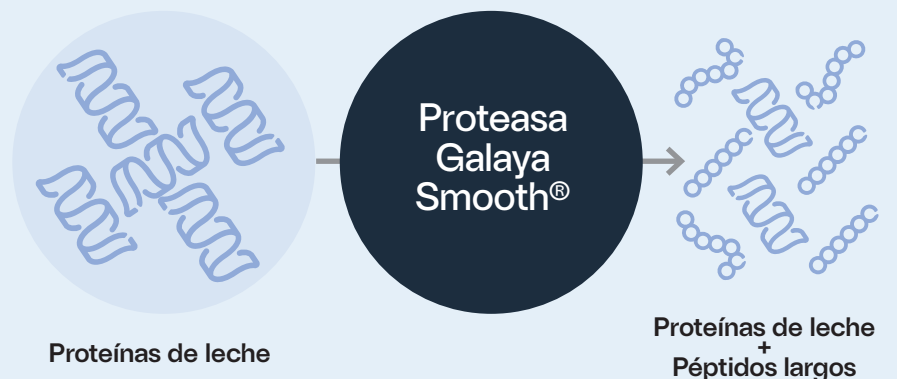 Proteasa
Galaya
Smooth®
Proteínas de leche
Proteínas de leche
+
Péptidos largos